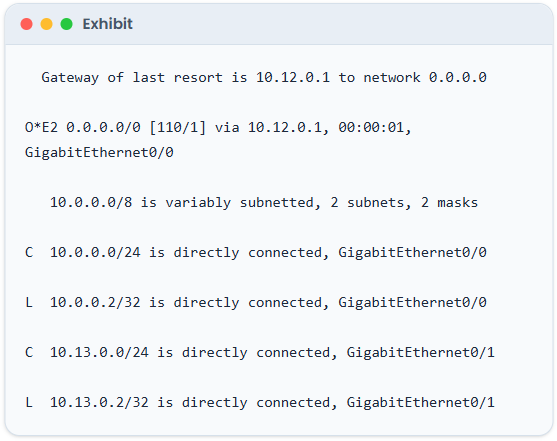 Exhibit
Gateway of last resort is 10.12.0.1 to network 0.0.0.0
O*E2 0.0.0.0/0 [110/1] via 10.12.0.1, 00:00:01,
GigabitEthernet0/0
10.0.0.0/8 is variably subnetted, 2 subnets, 2 masks
C 10.0.0.0/24 is directly connected, GigabitEthernet0/0
L 10.0.0.2/32 is directly connected, GigabitEthernet0/0
C 10.13.0.0/24 is directly connected, GigabitEthernet0/1
L 10.13.0.2/32 is directly connected, GigabitEthernet0/1